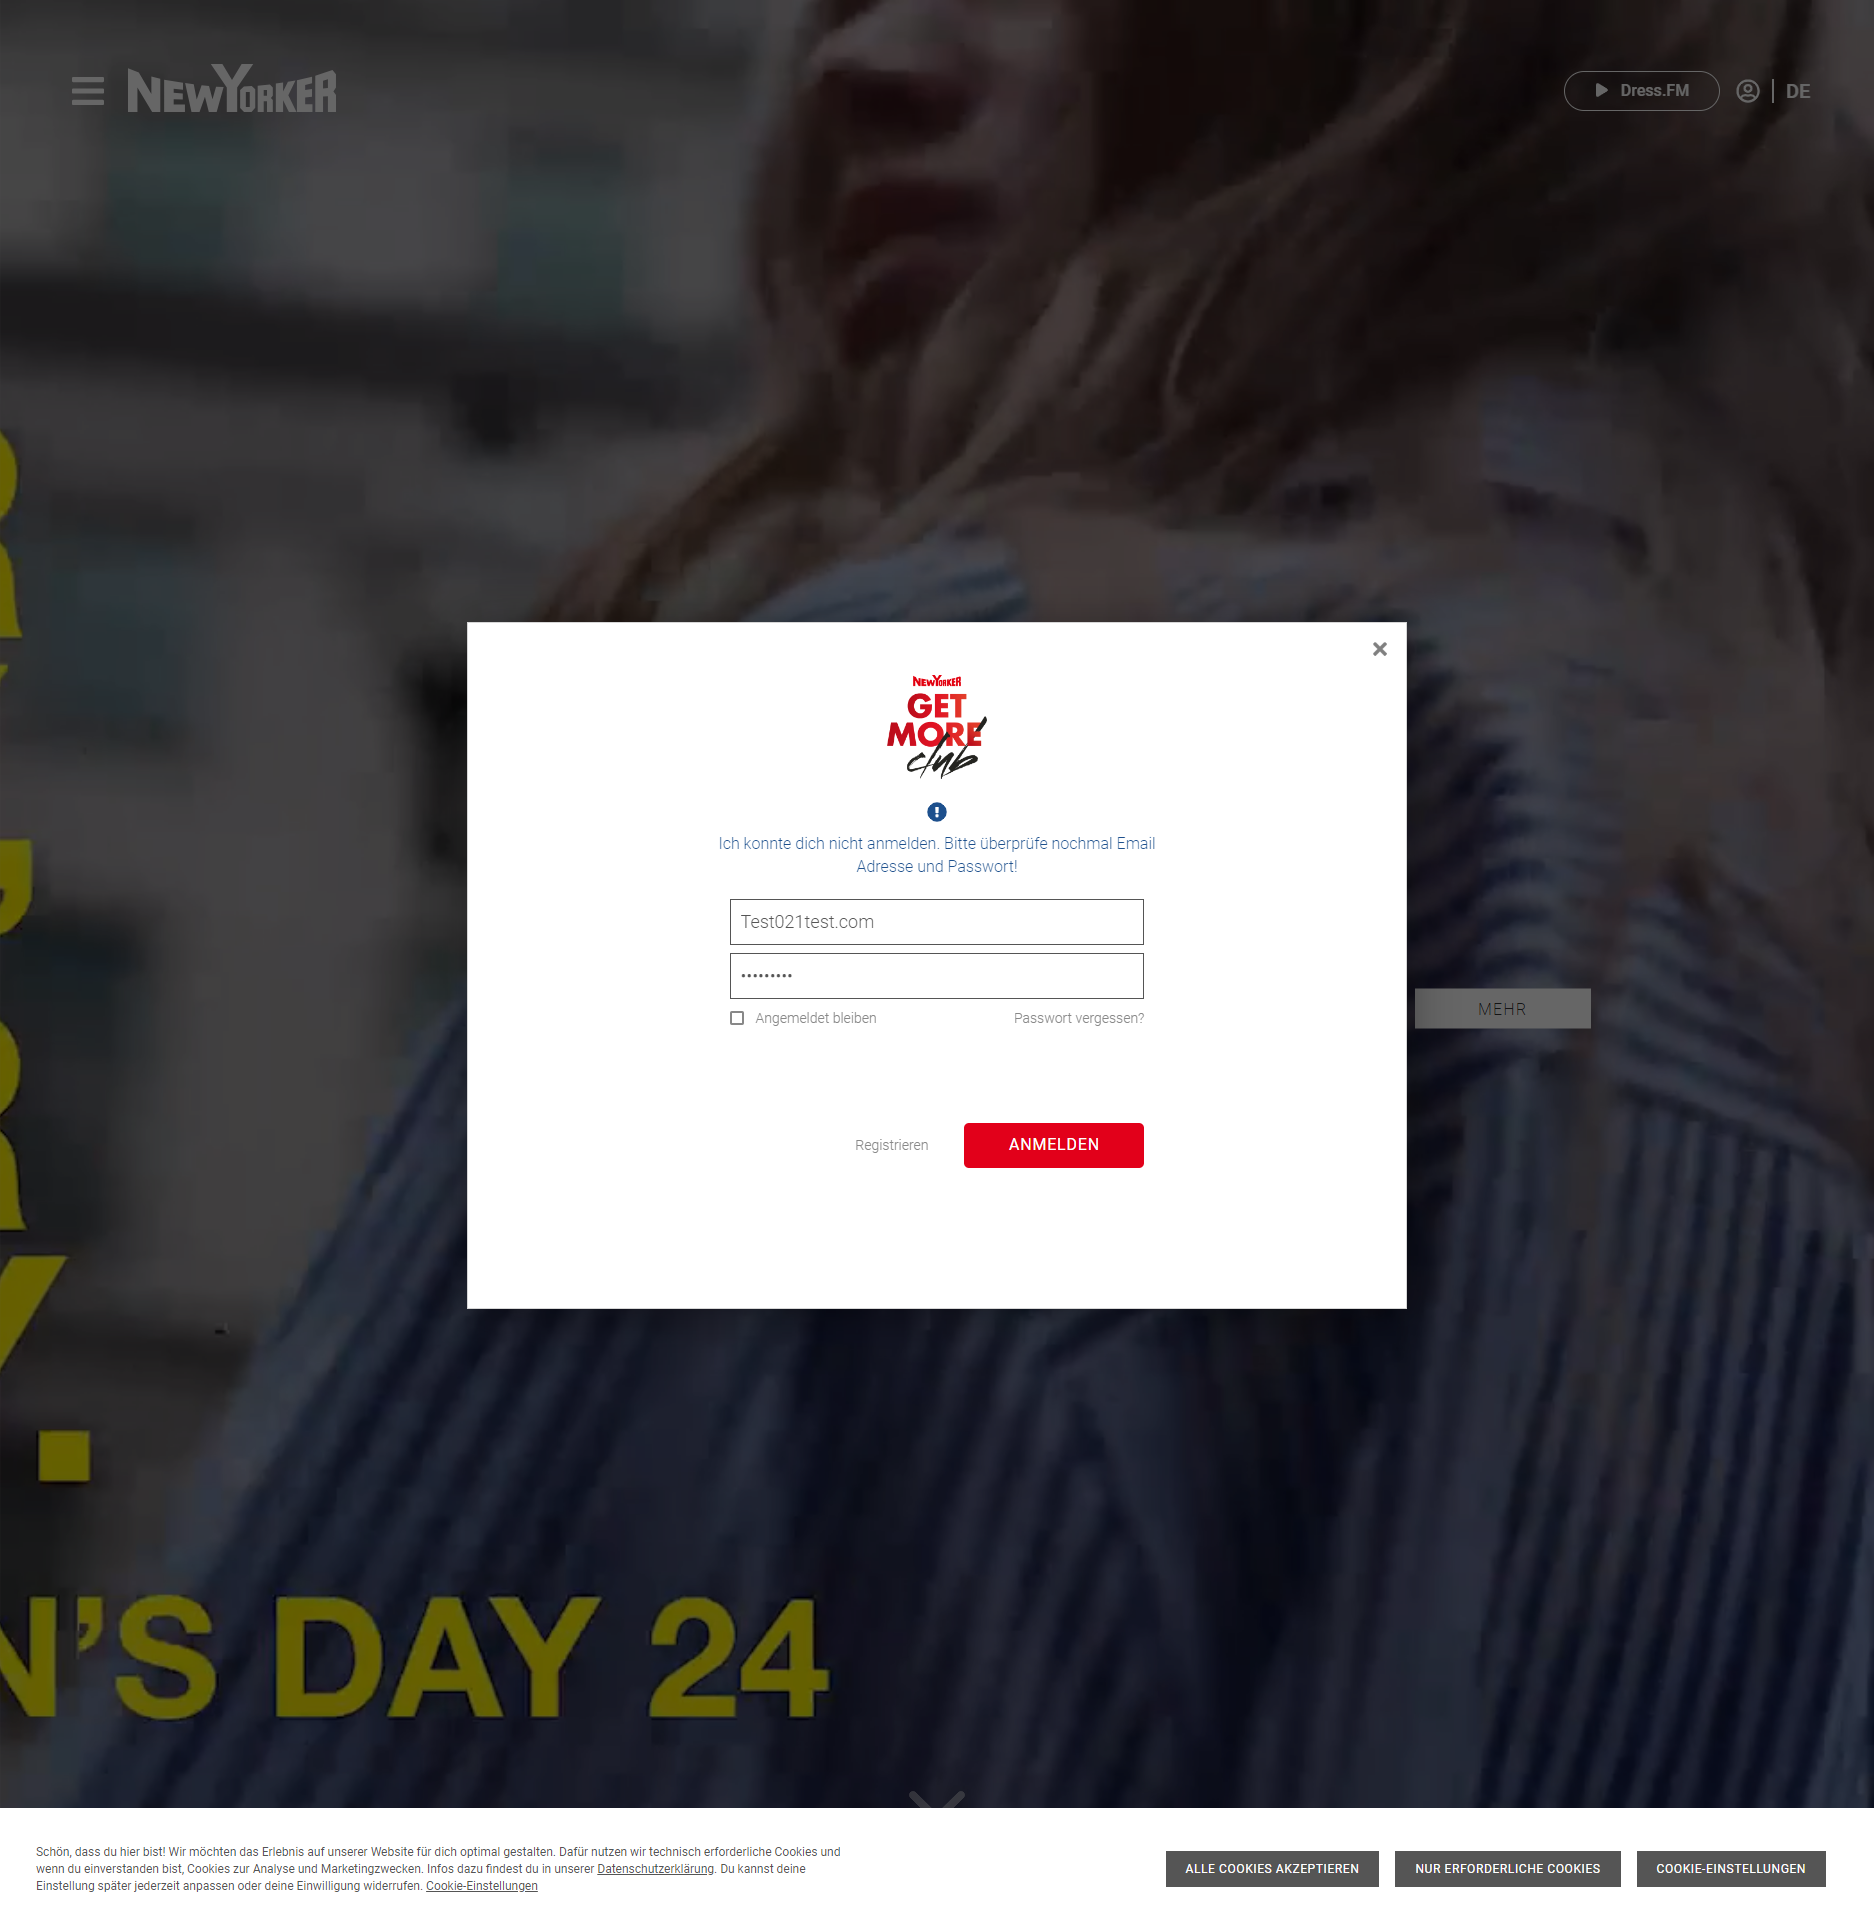 NEWYORKER
Dress.FM
DE
NEWYORKER
GET
MORE
club
Ich konnte dich nicht anmelden. Bitte überprüfe nochmal Email
Adresse und Passwort!
Test021test.com
•••••••••
Angemeldet bleiben
Passwort vergessen?
MEHR
Registrieren
ANMELDEN
N’S DAY 24
Schön, dass du hier bist! Wir möchten das Erlebnis auf unserer Website für dich optimal gestalten. Dafür nutzen wir technisch erforderliche Cookies und
wenn du einverstanden bist, Cookies zur Analyse und Marketingzwecken. Infos dazu findest du in unserer Datenschutzerklärung. Du kannst deine
Einstellung später jederzeit anpassen oder deine Einwilligung widerrufen. Cookie-Einstellungen
ALLE COOKIES AKZEPTIEREN
NUR ERFORDERLICHE COOKIES
COOKIE-EINSTELLUNGEN